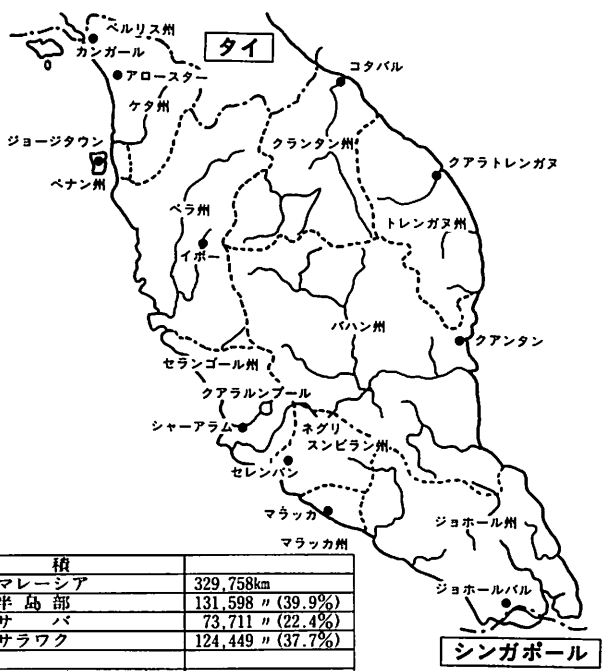 ペルリス州
カンガール
タイ
アロースター
コタバル
ケタ州
ジョージタウン
クランタン州
クアラトレンガヌ
ペナン州
ペラ州
トレンガヌ州
イポー
パハン州
クアンタン
セランゴール州
クアラルンプール
シャーアラム
ネグリ
スンビラン州
セレンバン
マラッカ
ジョホール州
マラッカ州
積
マレーシア 329,758km
半島部 131,598 〃 (39.9%)
サバ 73,711 〃 (22.4%)
サラワク 124,449 〃 (37.7%)
ジョホールバル
シンガポール